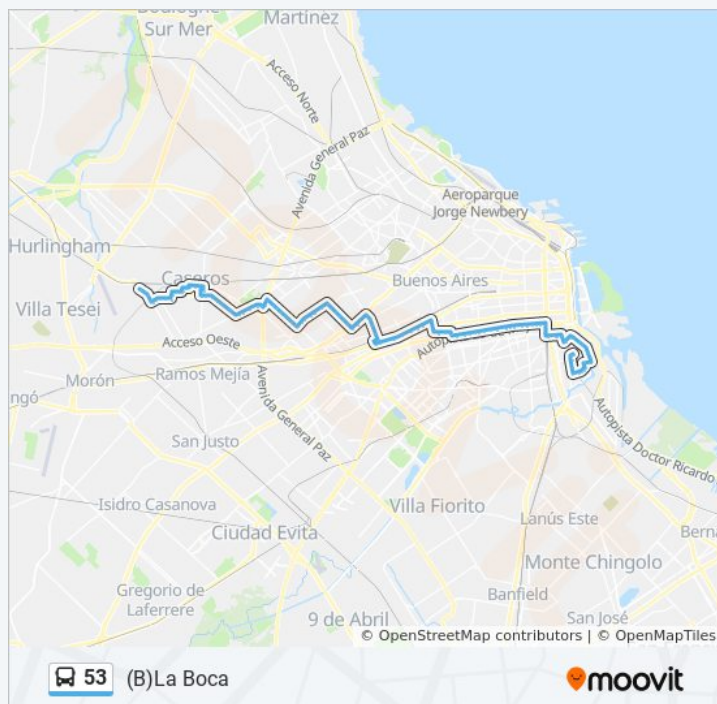 Boulogne
Sur Mer
Martínez
Acceso Norte
Avenida General Paz
Aeroparque
Jorge Newbery
Hurlingham
Caseros
Buenos Aires
Villa Tesei
Acceso Oeste
Ramos Mejía
Morón
Avenida General Paz
San Justo
Autopista Doctor Ricardo
Villa Fiorito
Isidro Casanova
Lanús Este
Ciudad Evita
Monte Chingolo
Gregorio de
Laferrere
Banfield
9 de Abril
San José
© OpenStreetMap contributors | © OpenMapTiles
53 (B)La Boca
moovit